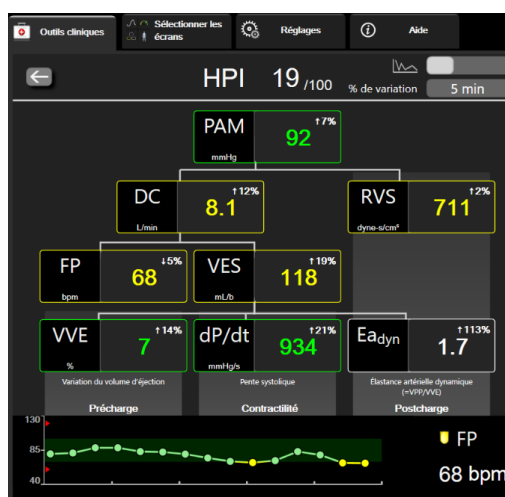 Outils cliniques
Sélectionner les
écrans
Réglages
Aide
HPI 19 /100
% de variation 5 min
PAM ↑7%
92
mmHg
DC ↑12%
8.1
L/min
RVS ↑2%
711
dyne-s/cm⁵
FP ↓5%
68
bpm
VES ↑19%
118
mL/b
VVE ↑14%
7
%
dP/dt ↑21%
934
mmHg/s
Eadyn ↑113%
1.7
Variation du volume d'éjection
Précharge
Pente systolique
Contractilité
Élastance artérielle dynamique
(=VPP/VVE)
Postcharge
130
85
40
FP
68 bpm